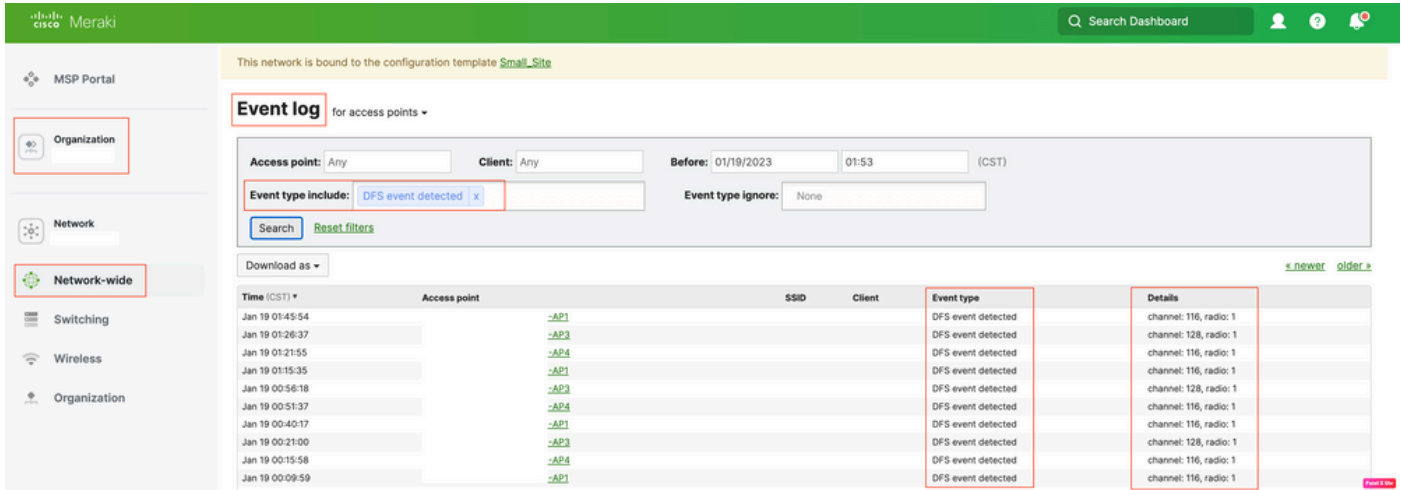 cisco Meraki
Search Dashboard
MSP Portal
This network is bound to the configuration template Small_Site
Organization
Event log for access points
Access point: Any Client: Any Before: 01/19/2023 01:53 (CST)
Event type include: DFS event detected x Event type ignore: None
Network
Search Reset filters
Network-wide
Download as
« newer older »
Switching
Wireless
Organization
Time (CST) Access point SSID Client Event type Details
Jan 19 01:45:54 -AP1 DFS event detected channel: 116, radio: 1
Jan 19 01:26:37 -AP3 DFS event detected channel: 128, radio: 1
Jan 19 01:21:55 -AP4 DFS event detected channel: 116, radio: 1
Jan 19 01:15:35 -AP1 DFS event detected channel: 116, radio: 1
Jan 19 00:56:18 -AP3 DFS event detected channel: 128, radio: 1
Jan 19 00:51:37 -AP4 DFS event detected channel: 116, radio: 1
Jan 19 00:40:17 -AP1 DFS event detected channel: 116, radio: 1
Jan 19 00:21:00 -AP3 DFS event detected channel: 128, radio: 1
Jan 19 00:15:58 -AP4 DFS event detected channel: 116, radio: 1
Jan 19 00:09:59 -AP1 DFS event detected channel: 116, radio: 1